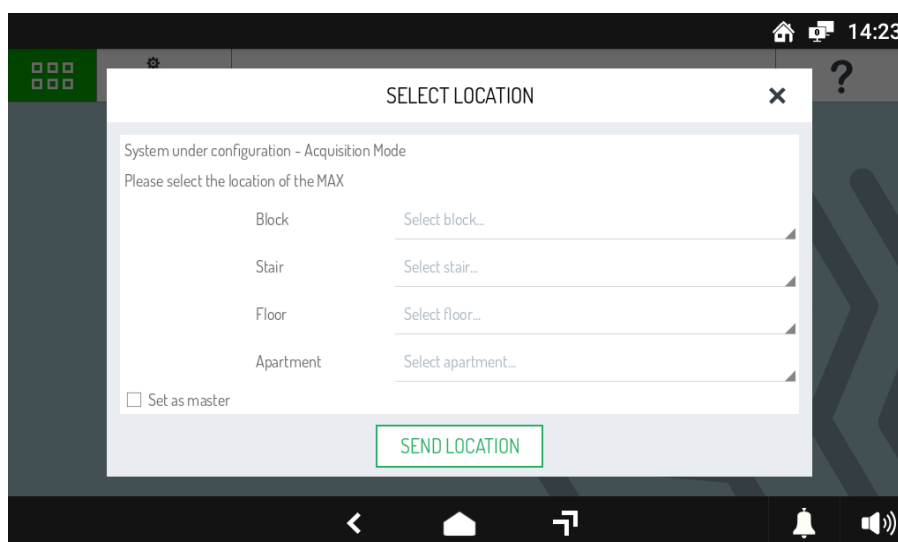 14:23
?
SELECT LOCATION
System under configuration - Acquisition Mode
Please select the location of the MAX
Block Select block...
Stair Select stair...
Floor Select floor...
Apartment Select apartment...
Set as master
SEND LOCATION